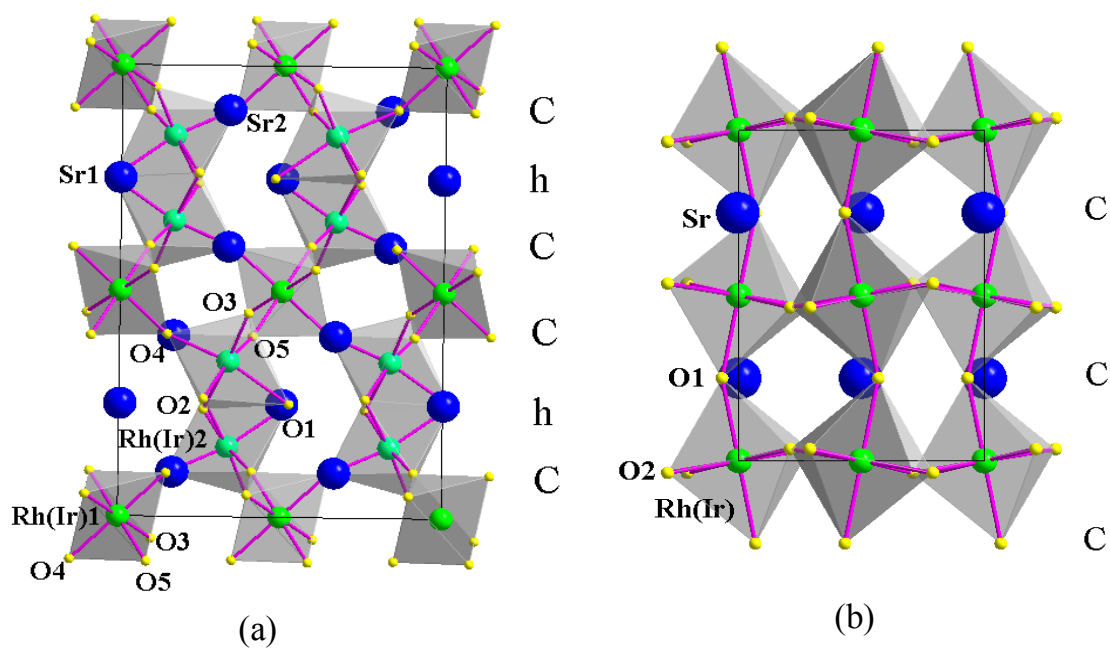 C
Sr2
Sr1
h
C
O3
C
O4
O5
O2
O1
h
Rh(Ir)2
C
Rh(Ir)1
O3
O4
O5
(a)
Sr
C
O1
C
O2
Rh(Ir)
C
(b)